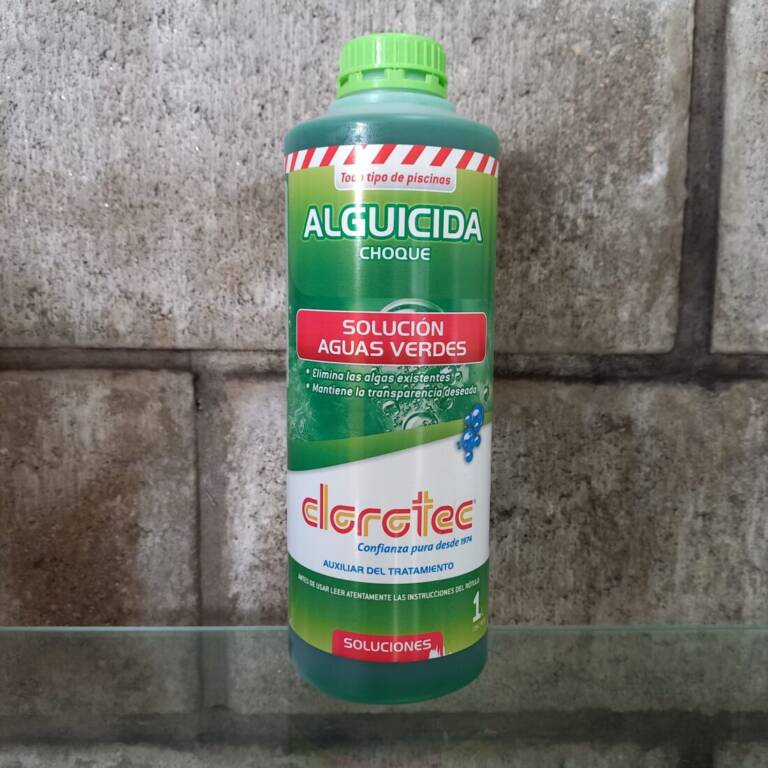 Todo tipo de piscinas
ALGUICIDA
CHOQUE
SOLUCIÓN
AGUAS VERDES
• Elimina las algas existentes
• Mantiene la transparencia deseada
clorotec
Confianza pura desde 1974
AUXILIAR DEL TRATAMIENTO
ANTES DE USAR LEER ATENTAMENTE LAS INSTRUCCIONES DEL RÓTULO
1
SOLUCIONES